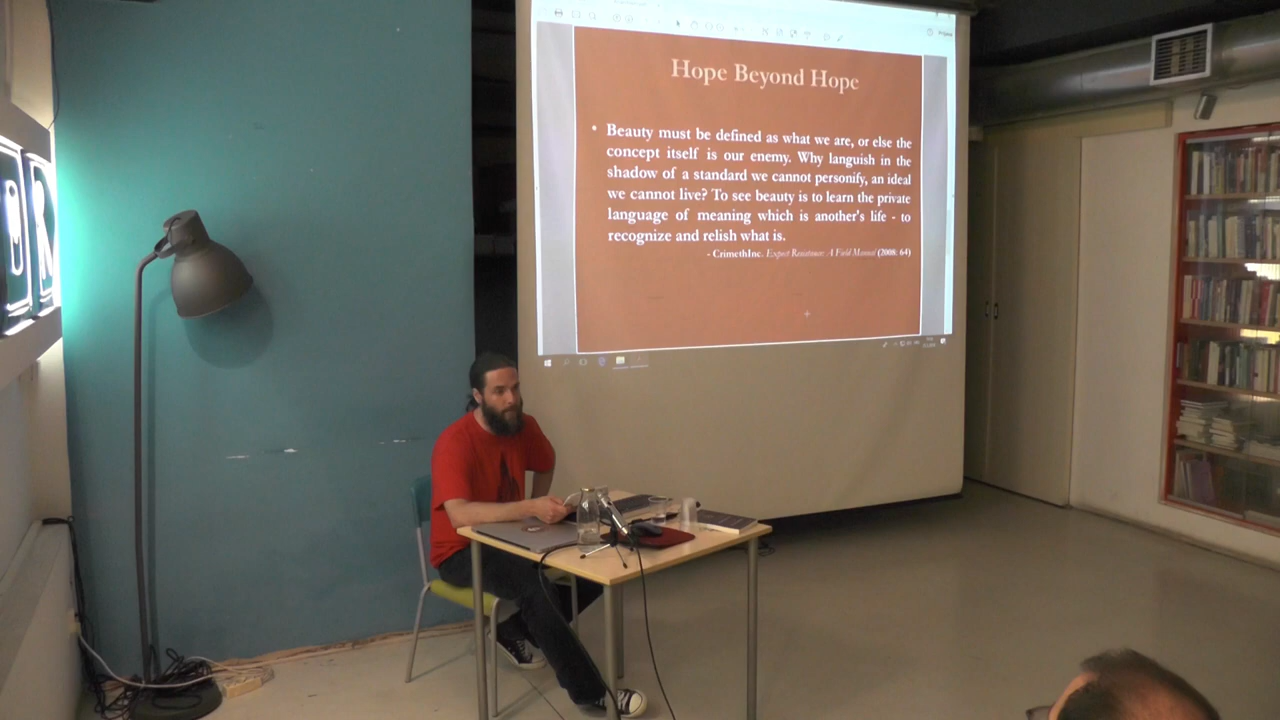 Hope Beyond Hope
• Beauty must be defined as what we are, or else the
concept itself is our enemy. Why languish in the
shadow of a standard we cannot personify, an ideal
we cannot live? To see beauty is to learn the private
language of meaning which is another's life - to
recognize and relish what is.
- CrimethInc. Expect Resistance: A Field Manual (2008: 64)